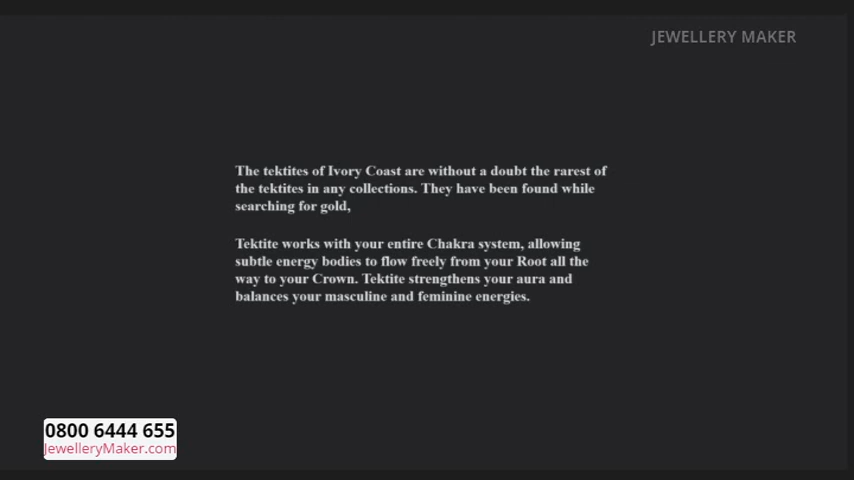 JEWELLERY MAKER
The tektites of Ivory Coast are without a doubt the rarest of
the tektites in any collections. They have been found while
searching for gold,
Tektite works with your entire Chakra system, allowing
subtle energy bodies to flow freely from your Root all the
way to your Crown. Tektite strengthens your aura and
balances your masculine and feminine energies.
0800 6444 655
JewelleryMaker.com